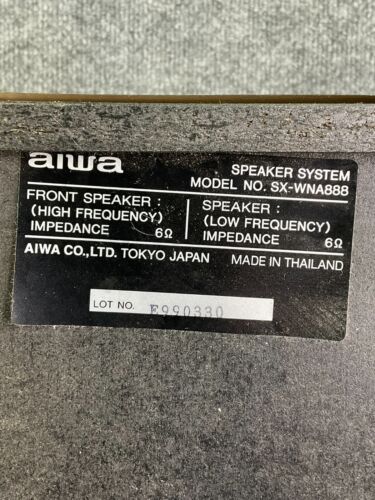 aiwa
SPEAKER SYSTEM
MODEL NO. SX-WNA888
FRONT SPEAKER :
(HIGH FREQUENCY)
IMPEDANCE 6Ω
SPEAKER :
(LOW FREQUENCY)
IMPEDANCE 6Ω
AIWA CO.,LTD. TOKYO JAPAN MADE IN THAILAND
LOT NO. E990330